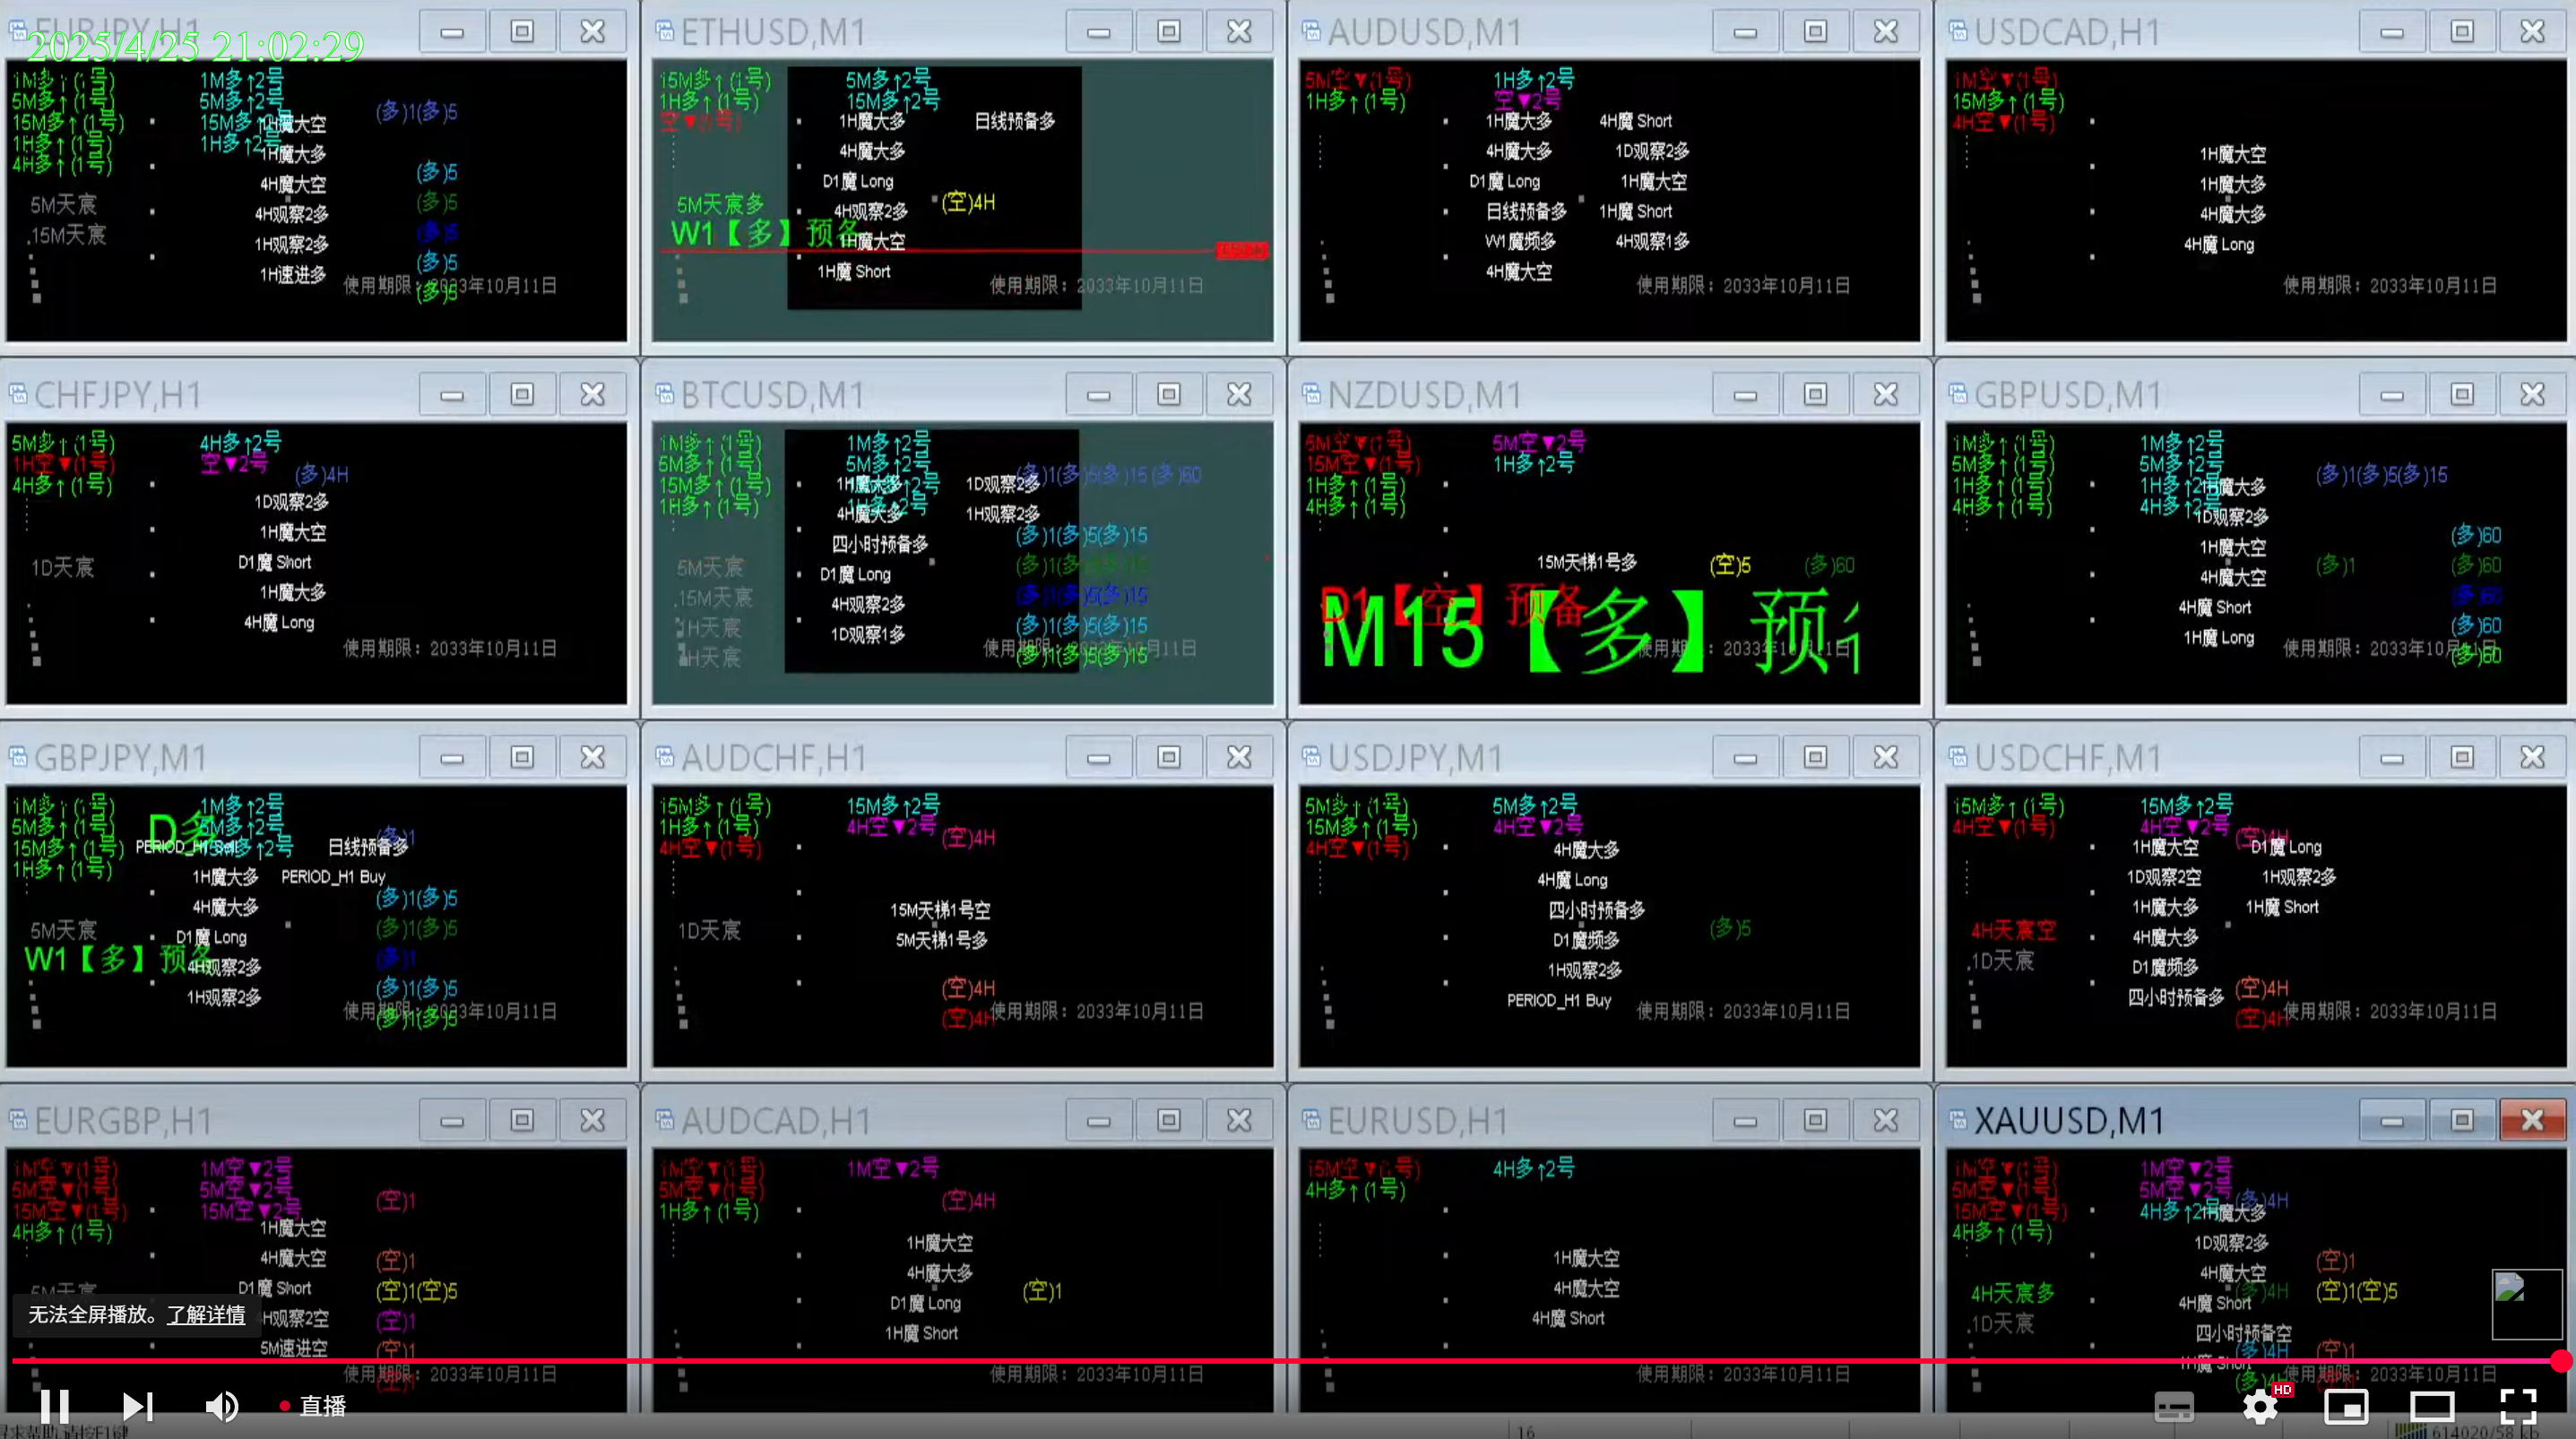 EURJPY,H1
2025/4/25 21:02:29
1M多↑(1号) 1M多↑2号
5M多↑(1号) 5M多↑2号 (多)1(多)5
15M多↑(1号) 15M多↑2号 1H魔大空
1H多↑(1号) 1H多↑2号 1H魔大多
4H多↑(1号) (多)5
4H魔大空
5M天宸 4H观察2多 (多)5
.15M天宸 1H观察2多 (多)5
(多)5
1H速进多
使用期限：2033年10月11日
(多)5
ETHUSD,M1
15M多↑(1号) 5M多↑2号
1H多↑(1号) 15M多↑2号
空▼(1号) 1H魔大多 日线预备多
4H魔大多
D1魔 Long
5M天宸多 4H观察2多 (空)4H
W1【多】预备 1H魔大空
1H魔 Short
使用期限：2033年10月11日
AUDUSD,M1
5M空▼(1号) 1H多↑2号
1H多↑(1号) 空▼2号
1H魔大多 4H魔 Short
4H魔大多 1D观察2多
D1魔 Long 1H魔大空
日线预备多 1H魔 Short
W1魔频多 4H观察1多
4H魔大空
使用期限：2033年10月11日
USDCAD,H1
1M空▼(1号)
15M多↑(1号)
4H空▼(1号)
1H魔大空
1H魔大多
4H魔大多
4H魔 Long
使用期限：2033年10月11日
CHFJPY,H1
5M多↑(1号) 4H多↑2号
1H空▼(1号) 空▼2号
4H多↑(1号) (多)4H
1D观察2多
1H魔大空
1D天宸 D1魔 Short
1H魔大多
4H魔 Long
使用期限：2033年10月11日
BTCUSD,M1
1M多↑(1号) 1M多↑2号
5M多↑(1号) 5M多↑2号 (多)1(多)5(多)15 (多)60
15M多↑(1号) 1H魔大多 1D观察2多
1H多↑(1号) 1H多↑2号
4H魔大多 1H观察2多
四小时预备多 (多)1(多)5(多)15
5M天宸 D1魔 Long (多)1(多)5(多)15
.15M天宸 4H观察2多 (多)1(多)5(多)15
1H天宸 1D观察1多 (多)1(多)5(多)15
H天宸 使用期限：2033年10月11日
(多)1(多)5(多)15
NZDUSD,M1
5M空▼(1号) 5M空▼2号
15M空▼(1号) 1H多↑2号
1H多↑(1号)
4H多↑(1号)
15M天梯1号多 (空)5 (多)60
D1【空】预备
M15【多】预
使用期限：2033年10月11日
GBPUSD,M1
1M多↑(1号) 1M多↑2号
5M多↑(1号) 5M多↑2号 (多)1(多)5(多)15
1H多↑(1号) 1H多↑2号 1H魔大多
4H多↑(1号) 4H多↑2号 1D观察2多
1H魔大空 (多)60
4H魔大空 (多)1 (多)60
4H魔 Short (多)60
1H魔 Long (多)60
使用期限：2033年10月11日
(多)60
GBPJPY,M1
1M多↑(1号) 1M多↑2号
5M多↑(1号) D多 5M多↑2号 (多)1
15M多↑(1号) PERIOD_H1 Sell 15M多↑2号 日线预备多
1H多↑(1号) 1H魔大多 PERIOD_H1 Buy
4H魔大多 (多)1(多)5
5M天宸 D1魔 Long (多)1(多)5
W1【多】预备 4H观察2多 (多)1
1H观察2多 (多)1(多)5
使用期限：2033年10月11日
(多)1(多)5
AUDCHF,H1
15M多↑(1号) 15M多↑2号
1H多↑(1号) 4H空▼2号 (空)4H
4H空▼(1号)
15M天梯1号空
1D天宸 5M天梯1号多
(空)4H
(空)4H 使用期限：2033年10月11日
USDJPY,M1
5M多↑(1号) 5M多↑2号
15M多↑(1号) 4H空▼2号
4H空▼(1号) 4H魔大多
4H魔 Long
四小时预备多 (多)5
D1魔频多
1H观察2多
PERIOD_H1 Buy
使用期限：2033年10月11日
USDCHF,M1
15M多↑(1号) 15M多↑2号
4H空▼(1号) 4H空▼2号 (空)4H
1H魔大空 D1魔 Long
1D观察2空 1H观察2多
1H魔大多 1H魔 Short
4H天宸空 4H魔大多
.1D天宸 D1魔频多
四小时预备多 (空)4H
(空)4H 使用期限：2033年10月11日
EURGBP,H1
1M空▼(1号) 1M空▼2号
5M空▼(1号) 5M空▼2号 (空)1
15M空▼(1号) 15M空▼2号
4H多↑(1号) 1H魔大空
4H魔大空 (空)1
5M天宸 D1魔 Short (空)1(空)5
4H观察2空 (空)1
5M速进空 (空)1
使用期限：2033年10月11日
AUDCAD,H1
1M空▼(1号) 1M空▼2号
5M空▼(1号) (空)4H
1H多↑(1号)
1H魔大空
4H魔大多
D1魔 Long (空)1
1H魔 Short
使用期限：2033年10月11日
EURUSD,H1
15M空▼(1号) 4H多↑2号
4H多↑(1号)
1H魔大空
4H魔大空
4H魔 Short
使用期限：2033年10月11日
XAUUSD,M1
1M空▼(1号) 1M空▼2号
5M空▼(1号) 5M空▼2号 (多)4H
15M空▼(1号) 4H多↑2号 1H魔大多
4H多↑(1号) 1D观察2多
4H魔大空 (空)1
4H天宸多 4H魔 Short (多)4H (空)1(空)5
.1D天宸 四小时预备空
(多)4H (空)1
1H魔 Short
使用期限：2033年10月11日
无法全屏播放。了解详情
直播
HD
16
614020/58 kb